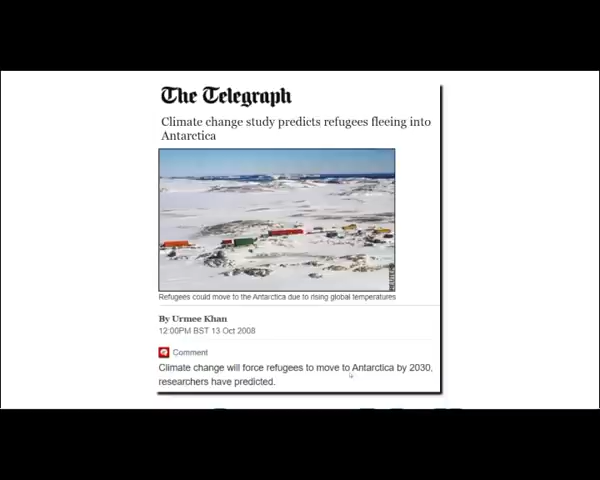 The Telegraph
Climate change study predicts refugees fleeing into
Antarctica
REUTERS
Refugees could move to the Antarctica due to rising global temperatures
By Urmee Khan
12:00PM BST 13 Oct 2008
Comment
Climate change will force refugees to move to Antarctica by 2030,
researchers have predicted.